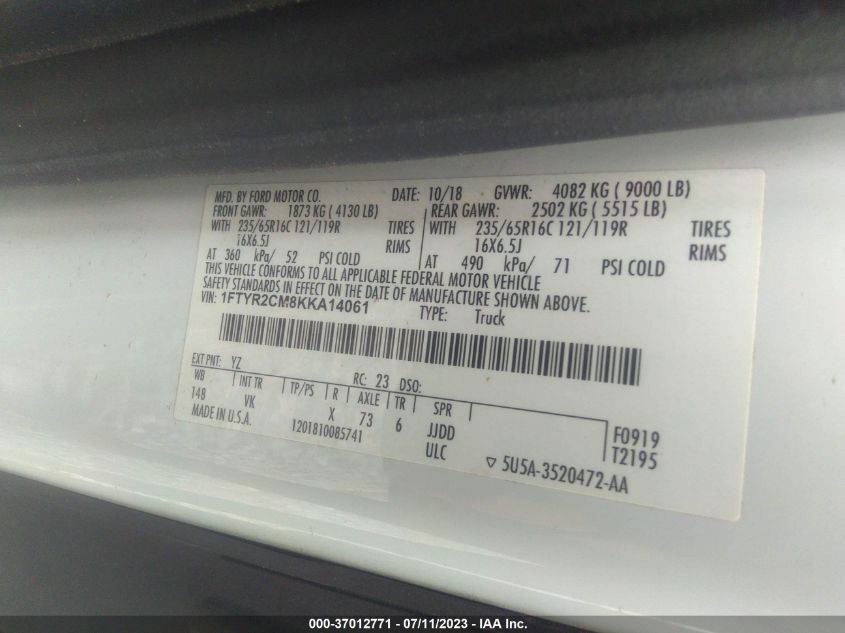 MFD. BY FORD MOTOR CO. DATE: 10/18 GVWR: 4082 KG ( 9000 LB)
FRONT GAWR: 1873 KG ( 4130 LB) REAR GAWR: 2502 KG ( 5515 LB)
WITH 235/65R16C 121/119R TIRES WITH 235/65R16C 121/119R TIRES
16X6.5J RIMS 16X6.5J RIMS
AT 360 kPa/ 52 PSI COLD AT 490 kPa/ 71 PSI COLD
THIS VEHICLE CONFORMS TO ALL APPLICABLE FEDERAL MOTOR VEHICLE
SAFETY STANDARDS IN EFFECT ON THE DATE OF MANUFACTURE SHOWN ABOVE.
VIN: 1FTYR2CM8KKA14061 TYPE: Truck
EXT PNT: YZ RC: 23 DSO:
WB INT TR TP/PS R AXLE TR SPR
148 VK X 73 6 JJDD F0919
MADE IN U.S.A. 1201810085741 ULC T2195
▽ 5U5A-3520472-AA
000-37012771 - 07/11/2023 - IAA Inc.